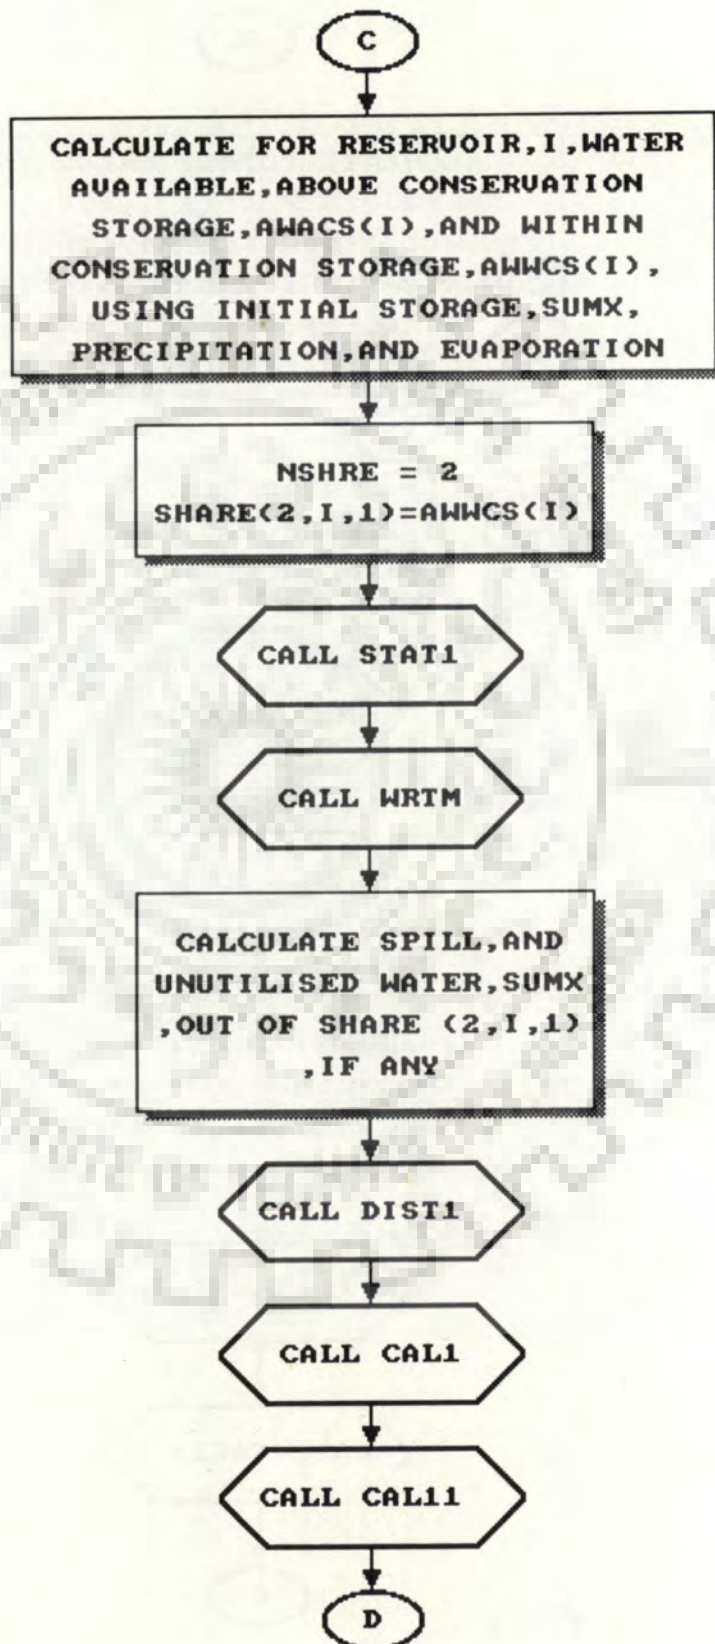 C
CALCULATE FOR RESERVOIR,I,WATER
AVAILABLE,ABOVE CONSERVATION
STORAGE,AWACS(I),AND WITHIN
CONSERVATION STORAGE,AWWCS(I),
USING INITIAL STORAGE,SUMX,
PRECIPITATION,AND EVAPORATION
NSHRE = 2
SHARE(2,I,1)=AWWCS(I)
CALL STAT1
CALL WRTM
CALCULATE SPILL,AND
UNUTILISED WATER,SUMX
,OUT OF SHARE (2,I,1)
,IF ANY
CALL DIST1
CALL CAL1
CALL CAL11
D